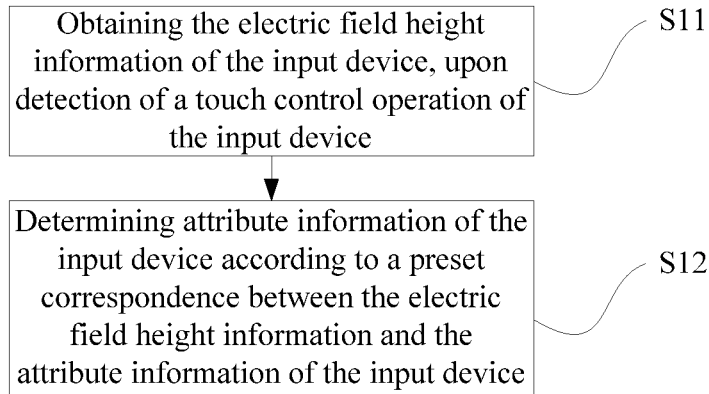 Obtaining the electric field height
information of the input device, upon
detection of a touch control operation of
the input device
S11
Determining attribute information of the
input device according to a preset
correspondence between the electric
field height information and the
attribute information of the input device
S12